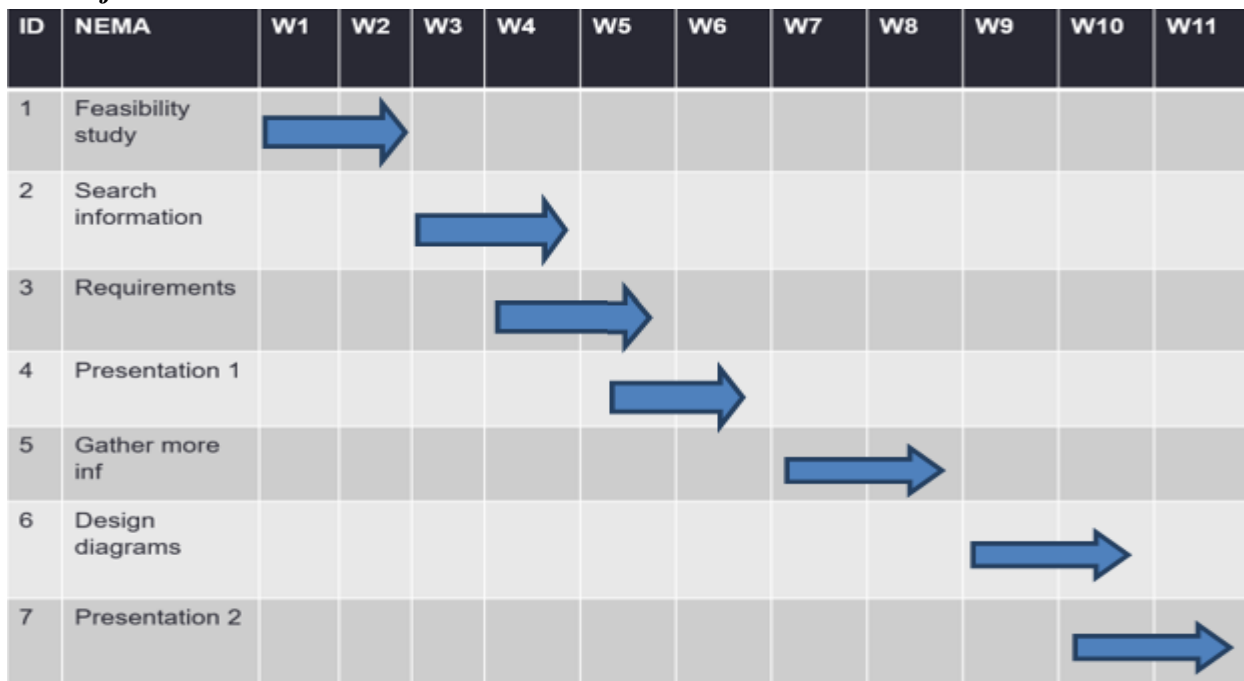 ID NEMA W1 W2 W3 W4 W5 W6 W7 W8 W9 W10 W11
1 Feasibility
study
2 Search
information
3 Requirements
4 Presentation 1
5 Gather more
inf
6 Design
diagrams
7 Presentation 2